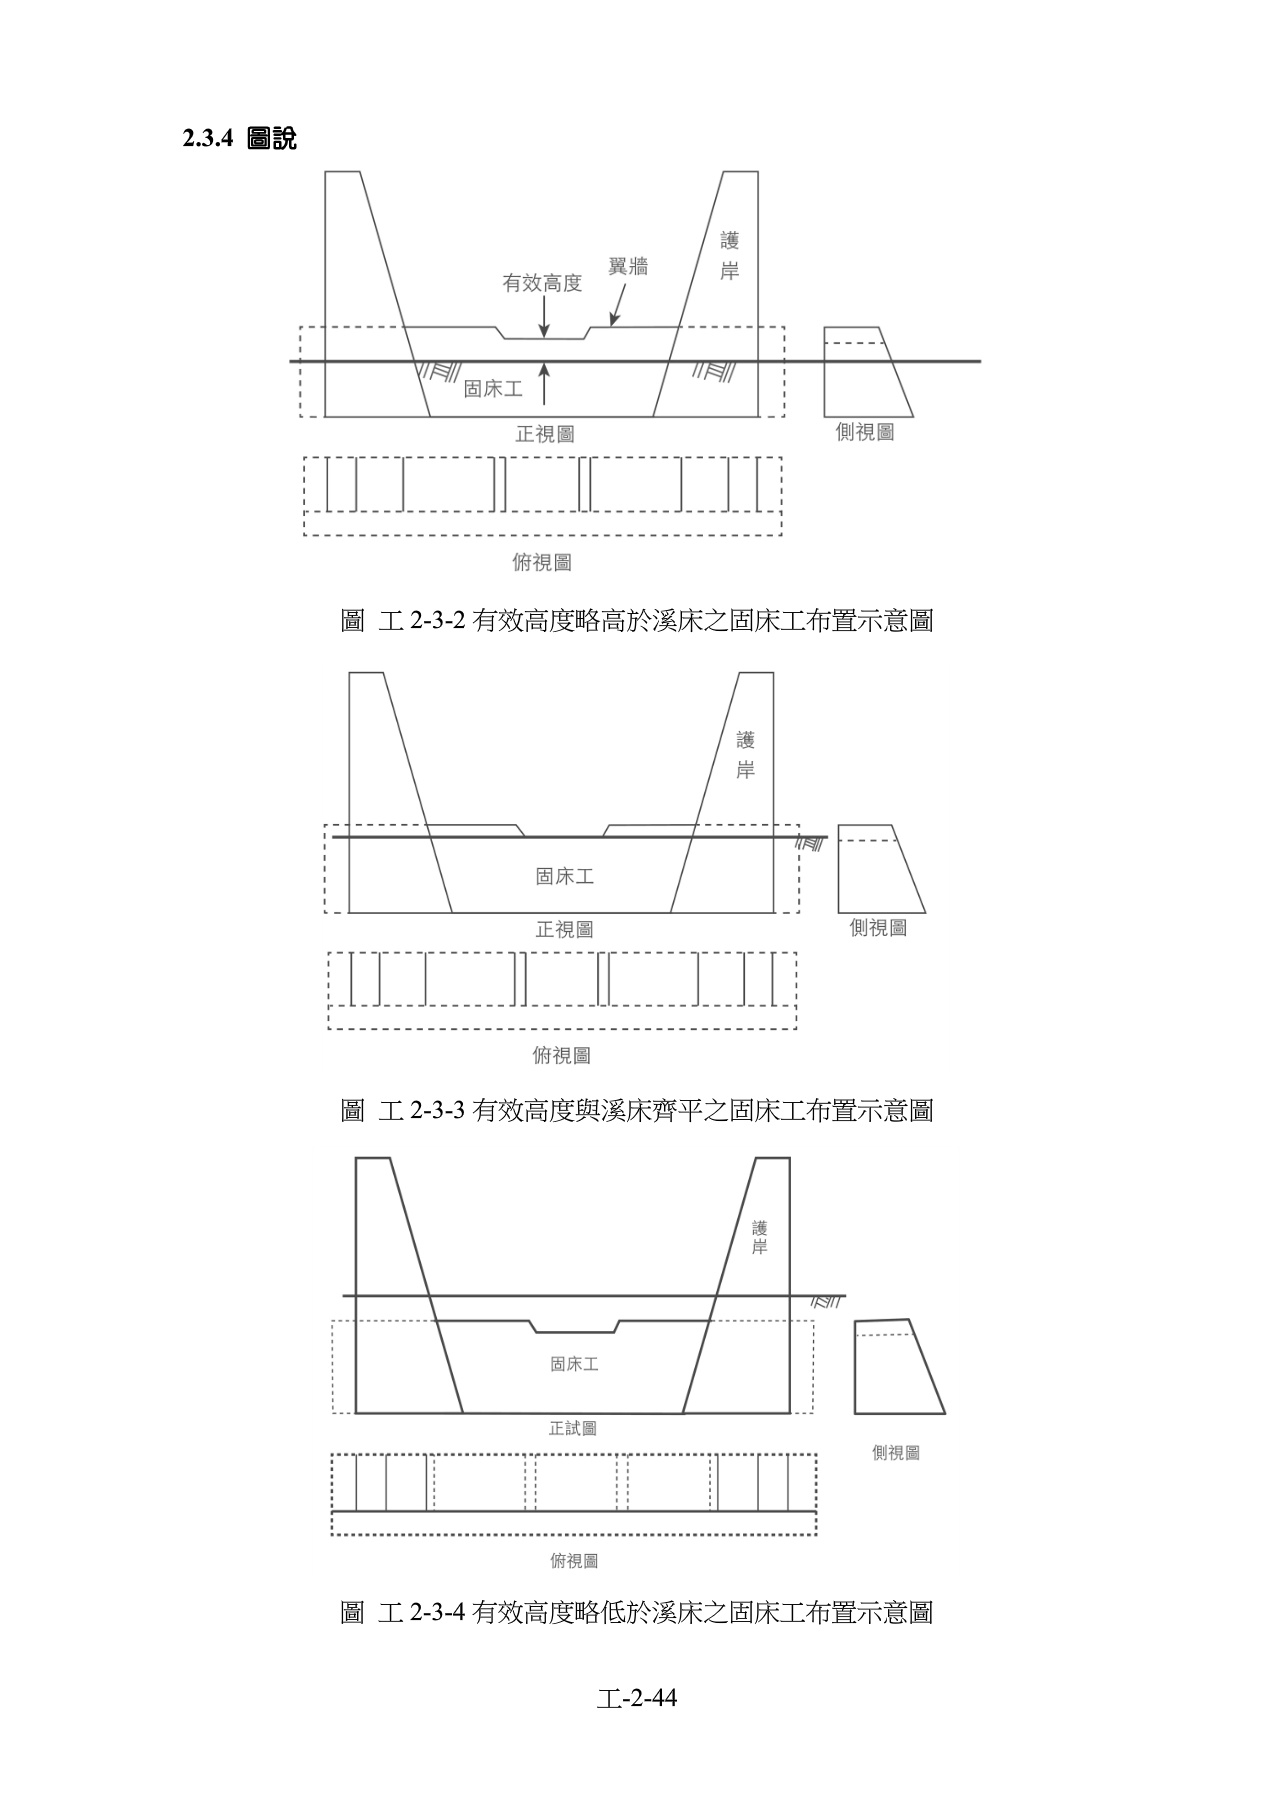 2.3.4 圖說
護
岸
翼牆
有效高度
固床工
正視圖
側視圖
俯視圖
圖 工 2-3-2 有效高度略高於溪床之固床工布置示意圖
護
岸
固床工
正視圖
側視圖
俯視圖
圖 工 2-3-3 有效高度與溪床齊平之固床工布置示意圖
護
岸
固床工
正試圖
側視圖
俯視圖
圖 工 2-3-4 有效高度略低於溪床之固床工布置示意圖
工-2-44